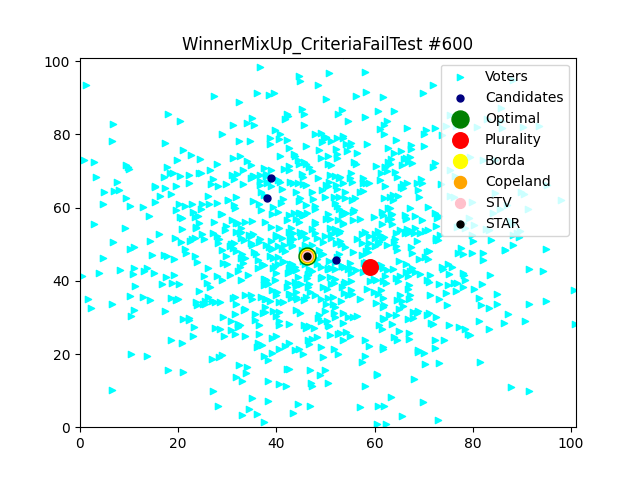 WinnerMixUp_CriteriaFailTest #600
100
80
60
40
20
0
0 20 40 60 80 100
Voters
Candidates
Optimal
Plurality
Borda
Copeland
STV
STAR